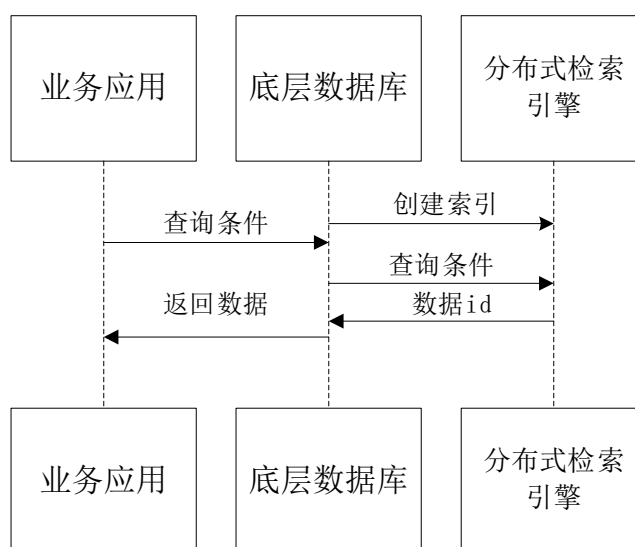 业务应用
底层数据库
分布式检索
引擎
创建索引
查询条件
查询条件
数据id
返回数据
业务应用
底层数据库
分布式检索
引擎